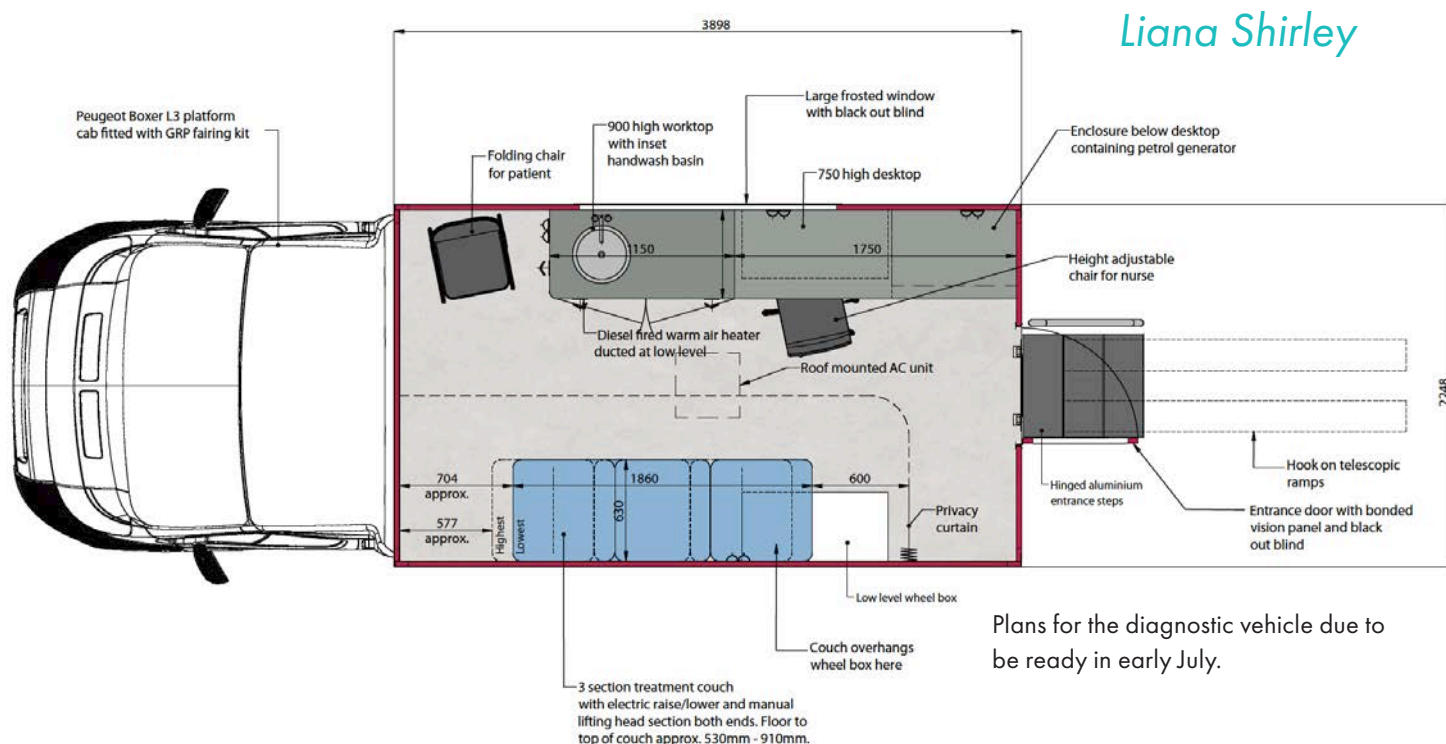 3898
Liana Shirley
Peugeot Boxer L3 platform
cab fitted with GRP fairing kit
Folding chair
for patient
900 high worktop
with inset
handwash basin
Large frosted window
with black out blind
750 high desktop
Enclosure below desktop
containing petrol generator
1150
1750
Height adjustable
chair for nurse
Diesel fired warm air heater
ducted at low level
Roof mounted AC unit
2248
704
approx.
577
approx.
Highest
Lowest
1860
630
600
Privacy
curtain
Hinged aluminium
entrance steps
Hook on telescopic
ramps
Entrance door with bonded
vision panel and black
out blind
Low level wheel box
Couch overhangs
wheel box here
3 section treatment couch
with electric raise/lower and manual
lifting head section both ends. Floor to
top of couch approx. 530mm - 910mm.
Plans for the diagnostic vehicle due to
be ready in early July.